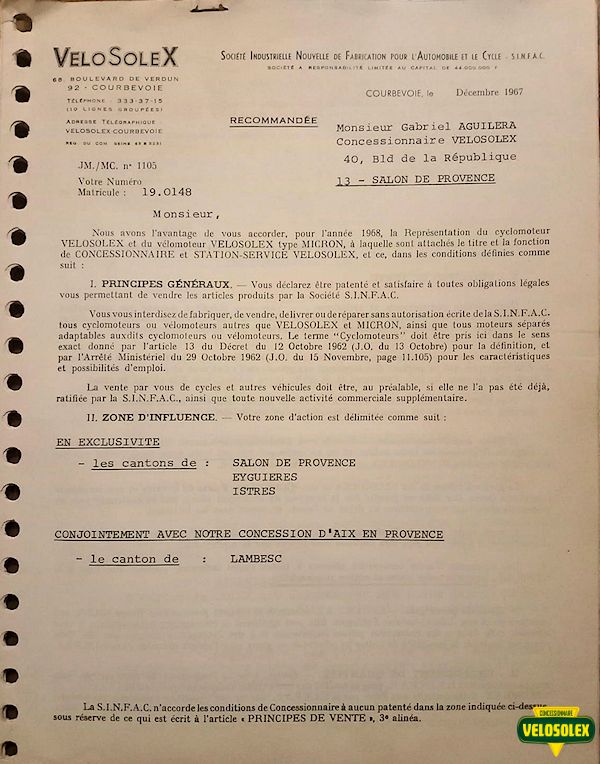 VELOSOLEX
SOCIÉTÉ INDUSTRIELLE NOUVELLE DE FABRICATION POUR L'AUTOMOBILE ET LE CYCLE - S.I.N.F.A.C.
SOCIÉTÉ A RESPONSABILITÉ LIMITÉE AU CAPITAL DE 44.000.000 F
68, BOULEVARD DE VERDUN
92 - COURBEVOIE
TÉLÉPHONE : 333-37-15
(10 LIGNES GROUPÉES)
ADRESSE TÉLÉGRAPHIQUE
VELOSOLEX-COURBEVOIE
COURBEVOIE, le Décembre 1967
RECOMMANDÉE
Monsieur Gabriel AGUILERA
Concessionnaire VELOSOLEX
40, Bld de la République
13 - SALON DE PROVENCE
JM./MC. n° 1105
Votre Numéro
Matricule : 19.0148
Monsieur,
Nous avons l'avantage de vous accorder, pour l'année 1968, la Représentation du cyclomoteur
VELOSOLEX et du vélomoteur VELOSOLEX type MICRON, à laquelle sont attachés le titre et la fonction
de CONCESSIONNAIRE et STATION-SERVICE VELOSOLEX, et ce, dans les conditions définies comme
suit :
I. PRINCIPES GÉNÉRAUX. — Vous déclarez être patenté et satisfaire à toutes obligations légales
vous permettant de vendre les articles produits par la Société S.I.N.F.A.C.
Vous vous interdisez de fabriquer, de vendre, de livrer ou de réparer sans autorisation écrite de la S.I.N.F.A.C.
tous cyclomoteurs ou vélomoteurs autres que VELOSOLEX et MICRON, ainsi que tous moteurs séparés
adaptables auxdits cyclomoteurs ou vélomoteurs. Le terme "Cyclomoteurs" doit être pris ici dans le sens
exact donné par l'article 13 du Décret du 12 Octobre 1962 (J.O. du 13 Octobre) pour la définition, et
par l'Arrêté Ministériel du 29 Octobre 1962 (J.O. du 15 Novembre, page 11.105) pour les caractéristiques
et possibilités d'emploi.
La vente par vous de cycles et autres véhicules doit être, au préalable, si elle ne l'a pas été déjà,
ratifiée par la S.I.N.F.A.C., ainsi que toute nouvelle activité commerciale supplémentaire.
II. ZONE D'INFLUENCE. — Votre zone d'action est délimitée comme suit :
EN EXCLUSIVITE
- les cantons de : SALON DE PROVENCE
EYGUIERES
ISTRES
CONJOINTEMENT AVEC NOTRE CONCESSION D'AIX EN PROVENCE
- le canton de : LAMBESC
La S.I.N.F.A.C. n'accorde les conditions de Concessionnaire à aucun patenté dans la zone indiquée ci-dessus
sous réserve de ce qui est écrit à l'article « PRINCIPES DE VENTE », 3e alinéa.
CONCESSIONNAIRE
VELOSOLEX